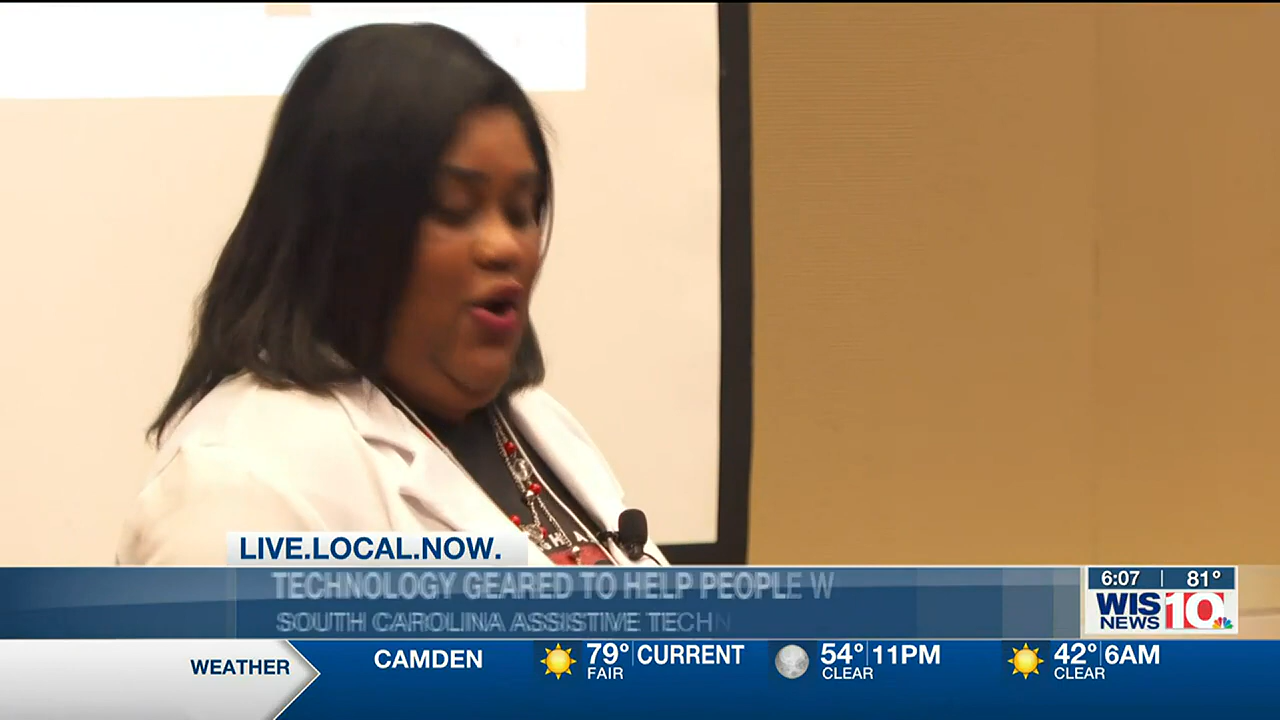 LIVE.LOCAL.NOW.
TECHNOLOGY GEARED TO HELP PEOPLE W
SOUTH CAROLINA ASSISTIVE TECHN
6:07 | 81°
WIS 10
NEWS
WEATHER
CAMDEN
79° CURRENT
FAIR
54° 11PM
CLEAR
42° 6AM
CLEAR